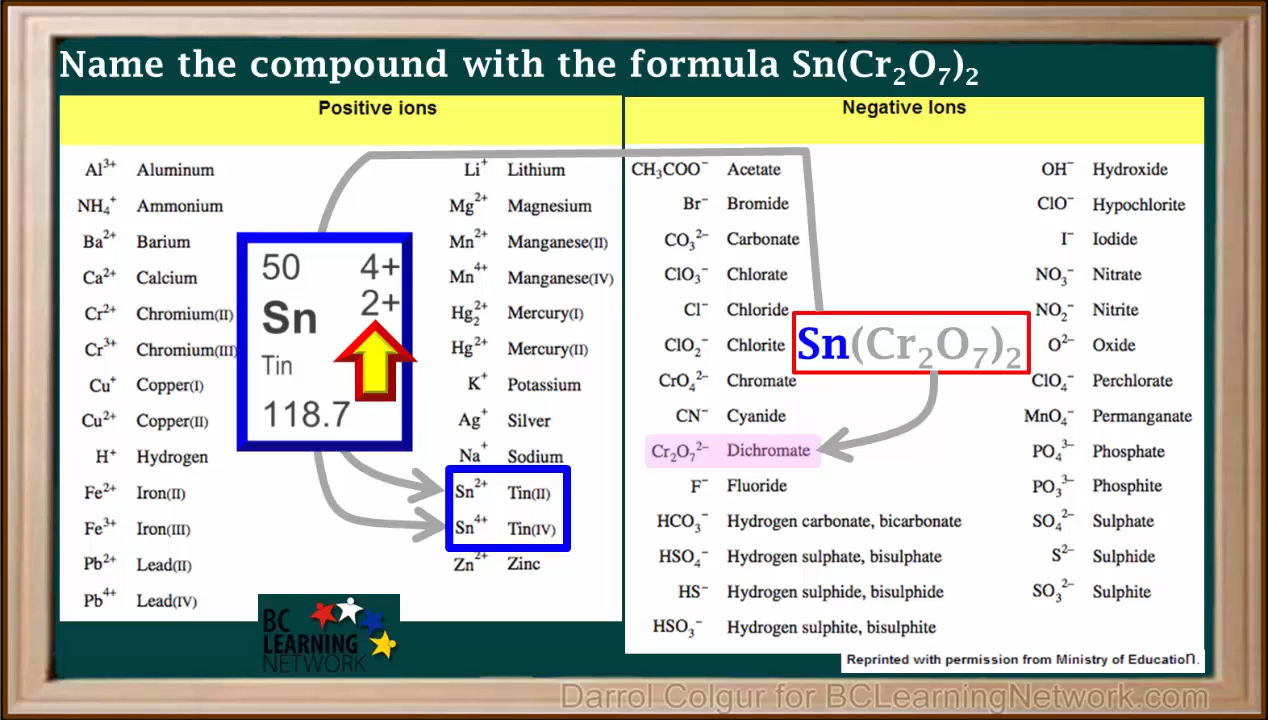 Name the compound with the formula Sn(Cr₂O₇)₂
Positive ions
Al³⁺ Aluminum
NH₄⁺ Ammonium
Ba²⁺ Barium
Ca²⁺ Calcium
Cr²⁺ Chromium(II)
Cr³⁺ Chromium(III)
Cu⁺ Copper(I)
Cu²⁺ Copper(II)
H⁺ Hydrogen
Fe²⁺ Iron(II)
Fe³⁺ Iron(III)
Pb²⁺ Lead(II)
Pb⁴⁺ Lead(IV)
50 4+
2+
Sn
Tin
118.7
Li⁺ Lithium
Mg²⁺ Magnesium
Mn²⁺ Manganese(II)
Mn⁴⁺ Manganese(IV)
Hg₂²⁺ Mercury(I)
Hg²⁺ Mercury(II)
K⁺ Potassium
Ag⁺ Silver
Na⁺ Sodium
Sn²⁺ Tin(II)
Sn⁴⁺ Tin(IV)
Zn²⁺ Zinc
Negative Ions
CH₃COO⁻ Acetate
Br⁻ Bromide
CO₃²⁻ Carbonate
ClO₃⁻ Chlorate
Cl⁻ Chloride
ClO₂⁻ Chlorite
CrO₄²⁻ Chromate
CN⁻ Cyanide
Cr₂O₇²⁻ Dichromate
F⁻ Fluoride
HCO₃⁻ Hydrogen carbonate, bicarbonate
HSO₄⁻ Hydrogen sulphate, bisulphate
HS⁻ Hydrogen sulphide, bisulphide
HSO₃⁻ Hydrogen sulphite, bisulphite
Sn(Cr₂O₇)₂
OH⁻ Hydroxide
ClO⁻ Hypochlorite
I⁻ Iodide
NO₃⁻ Nitrate
NO₂⁻ Nitrite
O²⁻ Oxide
ClO₄⁻ Perchlorate
MnO₄⁻ Permanganate
PO₄³⁻ Phosphate
PO₃³⁻ Phosphite
SO₄²⁻ Sulphate
S²⁻ Sulphide
SO₃²⁻ Sulphite
Reprinted with permission from Ministry of Education.
BC
LEARNING
NETWORK
Darrol Colgur for BCLearningNetwork.com